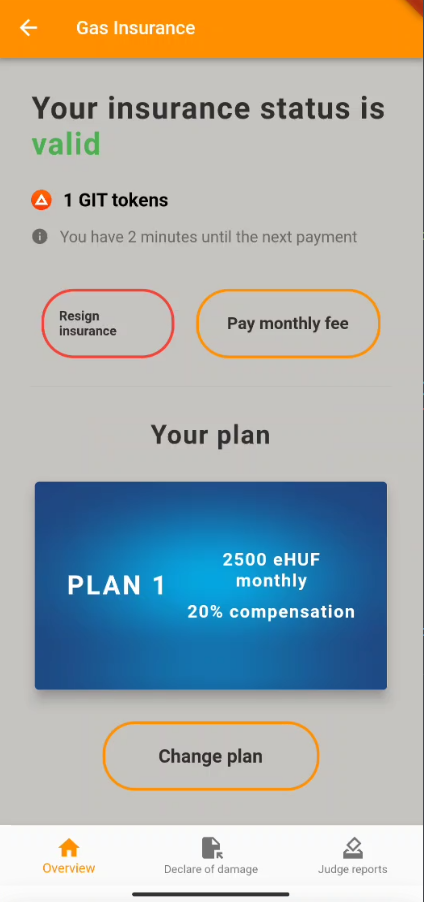 Gas Insurance
Your insurance status is
valid
1 GIT tokens
You have 2 minutes until the next payment
Resign
insurance
Pay monthly fee
Your plan
PLAN 1
2500 eHUF
monthly
20% compensation
Change plan
Overview
Declare of damage
Judge reports